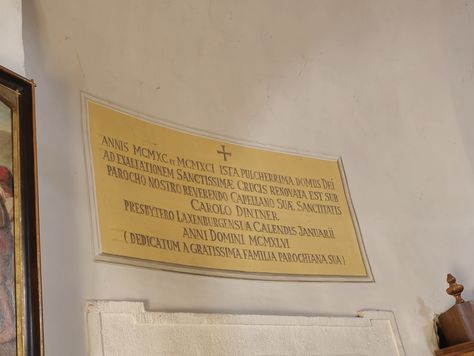 ANNIS MCMXC et MCMXCI ISTA PULCHERRIMA DOMUS DEI
AD EXALTATIONEM SANCTISSIMÆ CRUCIS RENOVATA EST SUB
PAROCHO NOSTRO REVERENDO CAPELLANO SUÆ SANCTITATIS
CAROLO DINTNER
PRESBYTERO LAXENBURGENSI A CALENDIS JANUARII
ANNI DOMINI MCMXLVI
(DEDICATUM A GRATISSIMA FAMILIA PAROCHIANA SUA)